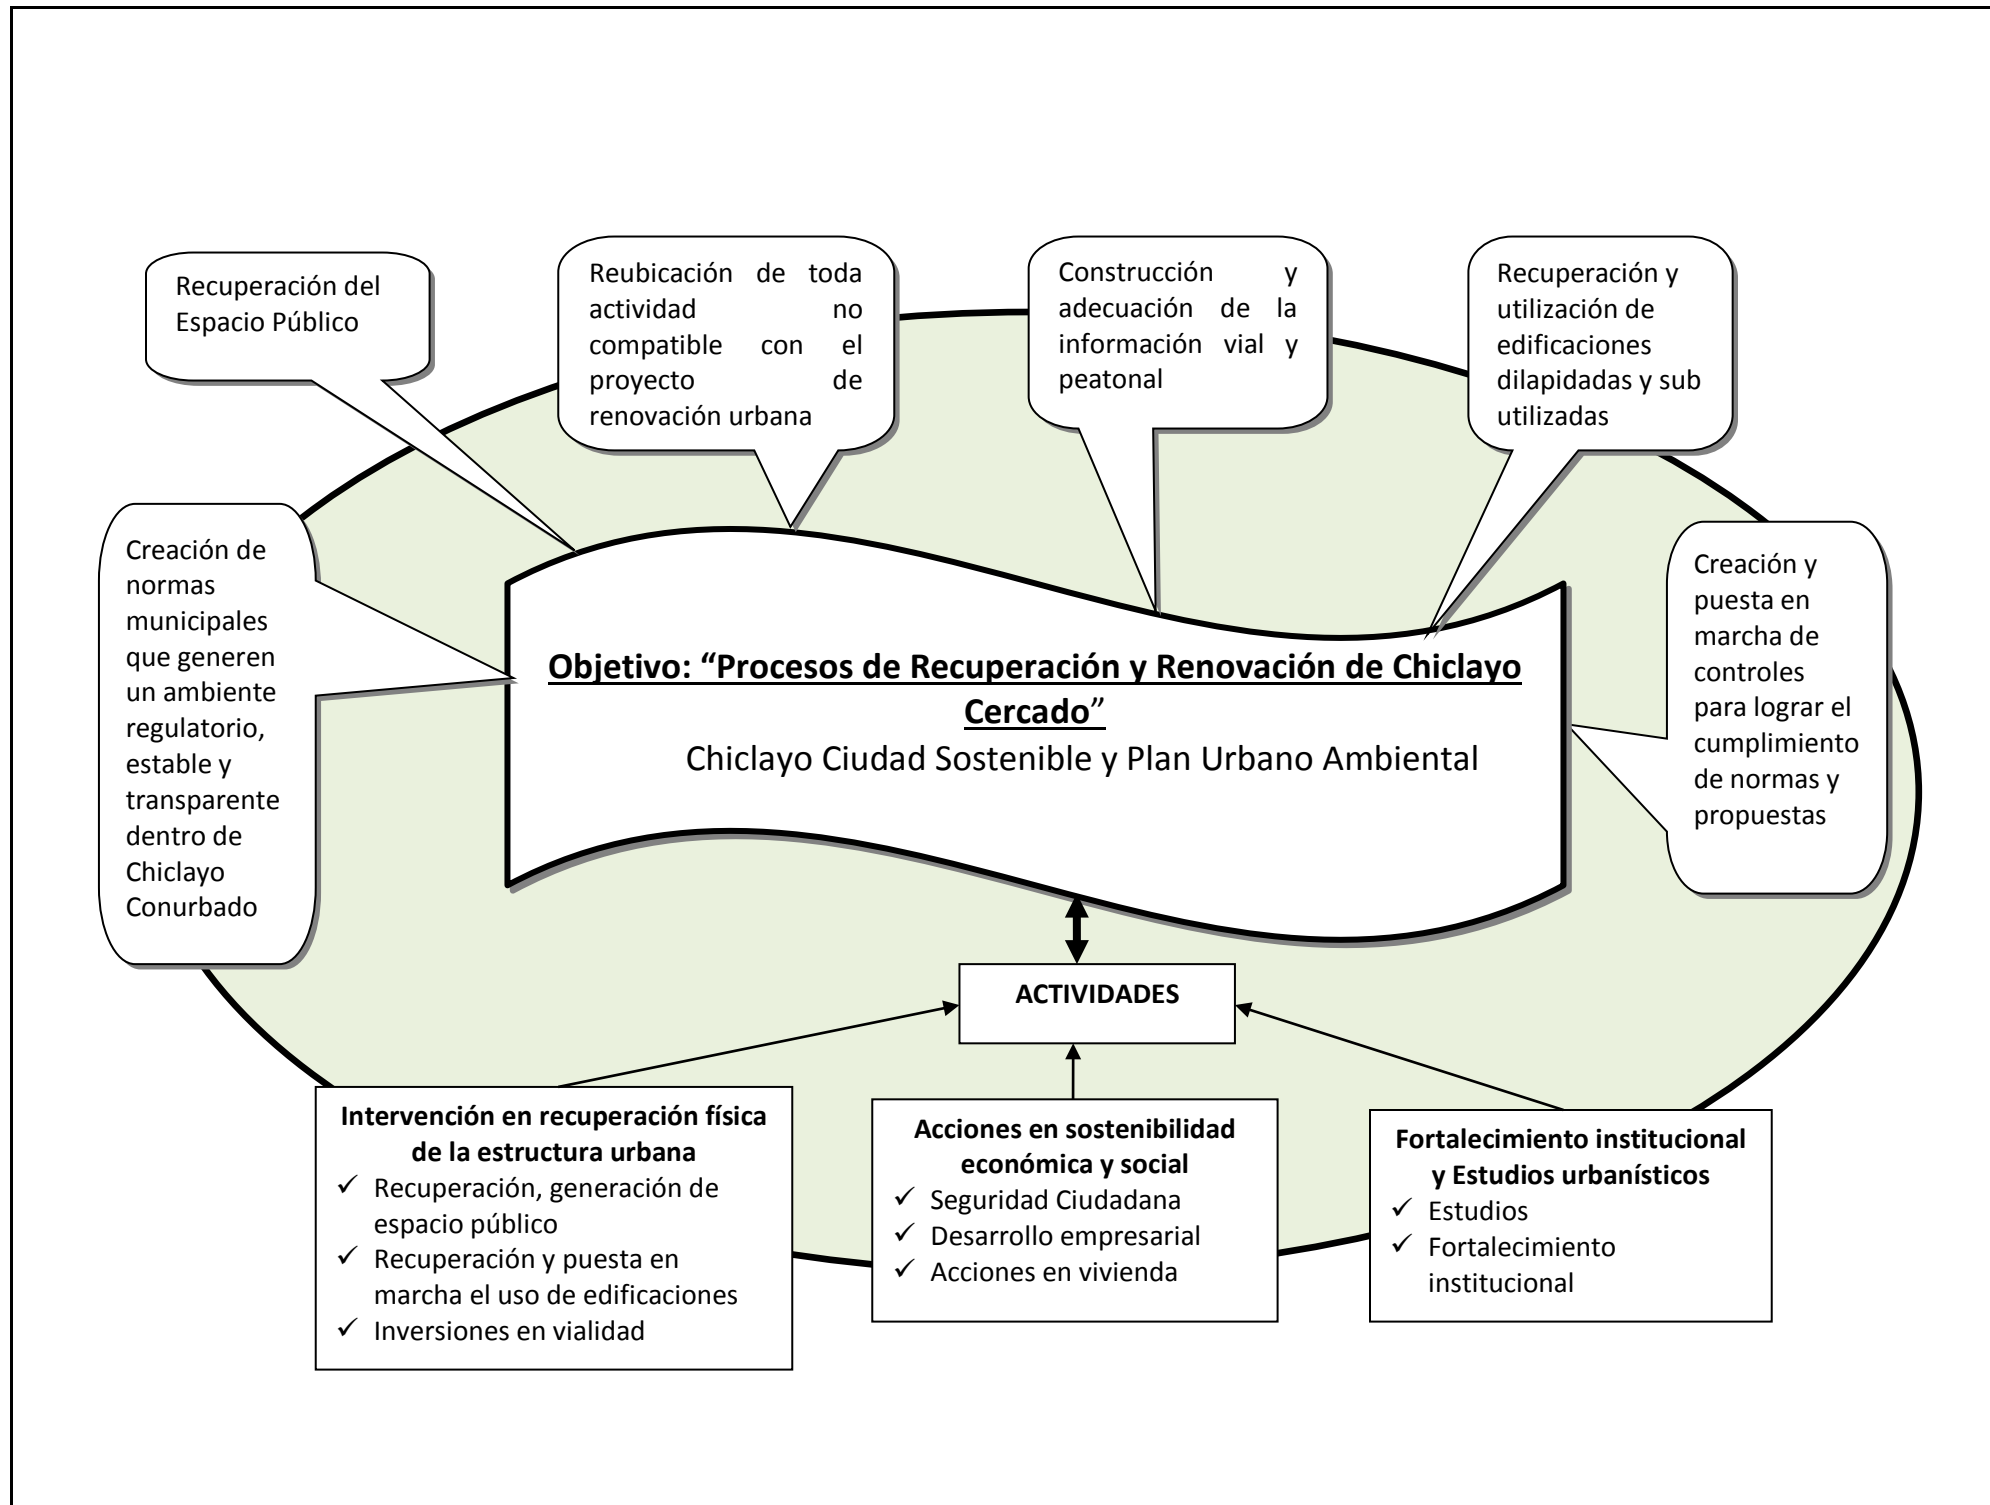 Recuperación del
Espacio Público
Reubicación de toda
actividad no
compatible con el
proyecto de
renovación urbana
Construcción y
adecuación de la
información vial y
peatonal
Recuperación y
utilización de
edificaciones
dilapidadas y sub
utilizadas
Creación de
normas
municipales
que generen
un ambiente
regulatorio,
estable y
transparente
dentro de
Chiclayo
Conurbado
Creación y
puesta en
marcha de
controles
para lograr el
cumplimiento
de normas y
propuestas
Objetivo: “Procesos de Recuperación y Renovación de Chiclayo
Cercado”
Chiclayo Ciudad Sostenible y Plan Urbano Ambiental
ACTIVIDADES
Intervención en recuperación física
de la estructura urbana
✓ Recuperación, generación de
espacio público
✓ Recuperación y puesta en
marcha el uso de edificaciones
✓ Inversiones en vialidad
Acciones en sostenibilidad
económica y social
✓ Seguridad Ciudadana
✓ Desarrollo empresarial
✓ Acciones en vivienda
Fortalecimiento institucional
y Estudios urbanísticos
✓ Estudios
✓ Fortalecimiento
institucional